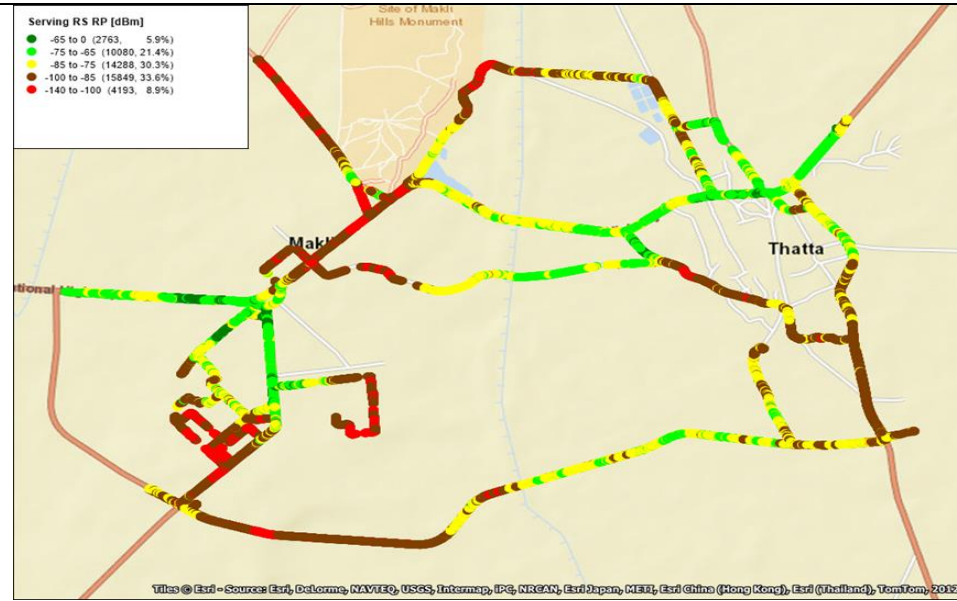 Serving RS RP [dBm]
-65 to 0 (2763, 5.9%)
-75 to -65 (10080, 21.4%)
-85 to -75 (14288, 30.3%)
-100 to -85 (15849, 33.6%)
-140 to -100 (4193, 8.9%)
Site of Makli
Hills Monument
Makli
Thatta
Tiles © Esri - Source: Esri, DeLorme, NAVTEQ, USGS, Intermap, iPC, NRCAN, Esri Japan, METI, Esri China (Hong Kong), Esri (Thailand), TomTom, 2012